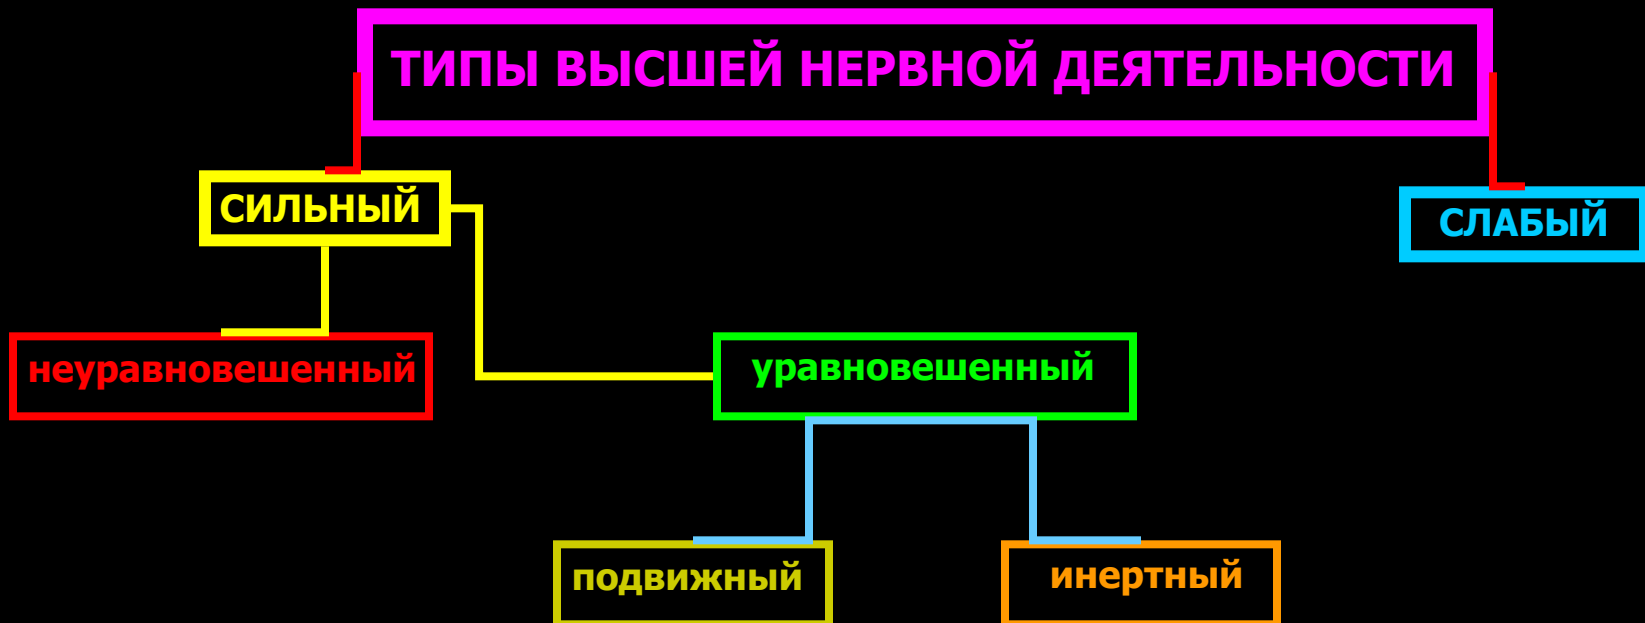 ТИПЫ ВЫСШЕЙ НЕРВНОЙ ДЕЯТЕЛЬНОСТИ
СИЛЬНЫЙ
СЛАБЫЙ
неуравновешенный
уравновешенный
подвижный
инертный